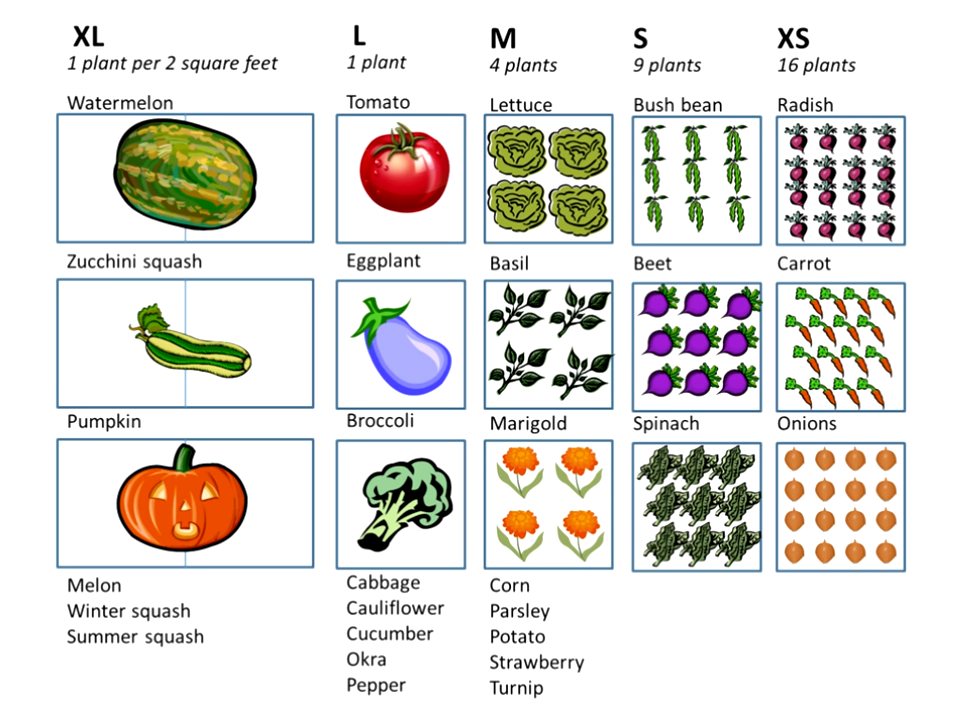 XL
1 plant per 2 square feet
Watermelon
Zucchini squash
Pumpkin
Melon
Winter squash
Summer squash
L
1 plant
Tomato
Eggplant
Broccoli
Cabbage
Cauliflower
Cucumber
Okra
Pepper
M
4 plants
Lettuce
Basil
Marigold
Corn
Parsley
Potato
Strawberry
Turnip
S
9 plants
Bush bean
Beet
Spinach
XS
16 plants
Radish
Carrot
Onions